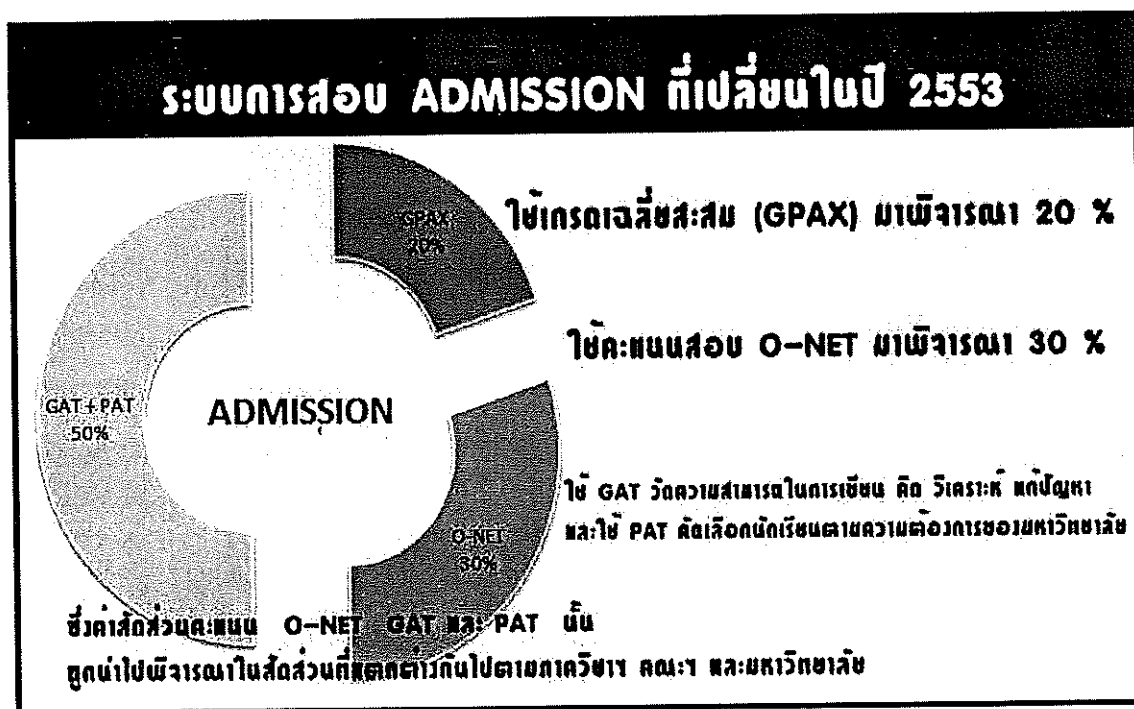 ระบบการสอบ ADMISSION ที่เปลี่ยนในปี 2553
GPAX
20%
ใช้เกรดเฉลี่ยสะสม (GPAX) มาพิจารณา 20 %
ใช้คะแนนสอบ O-NET มาพิจารณา 30 %
GAT+PAT
50%
ADMISSION
ใช้ GAT วัดความสามารถในการเขียน คิด วิเคราะห์ แก้ปัญหา
และใช้ PAT คัดเลือกนักเรียนตามความต้องการของมหาวิทยาลัย
O-NET
30%
ซึ่งค่าสัดส่วนคะแนน O-NET GAT และ PAT นั้น
ถูกนำไปพิจารณาในสัดส่วนที่แตกต่างกันไปตามภาควิชาฯ คณะฯ และมหาวิทยาลัย